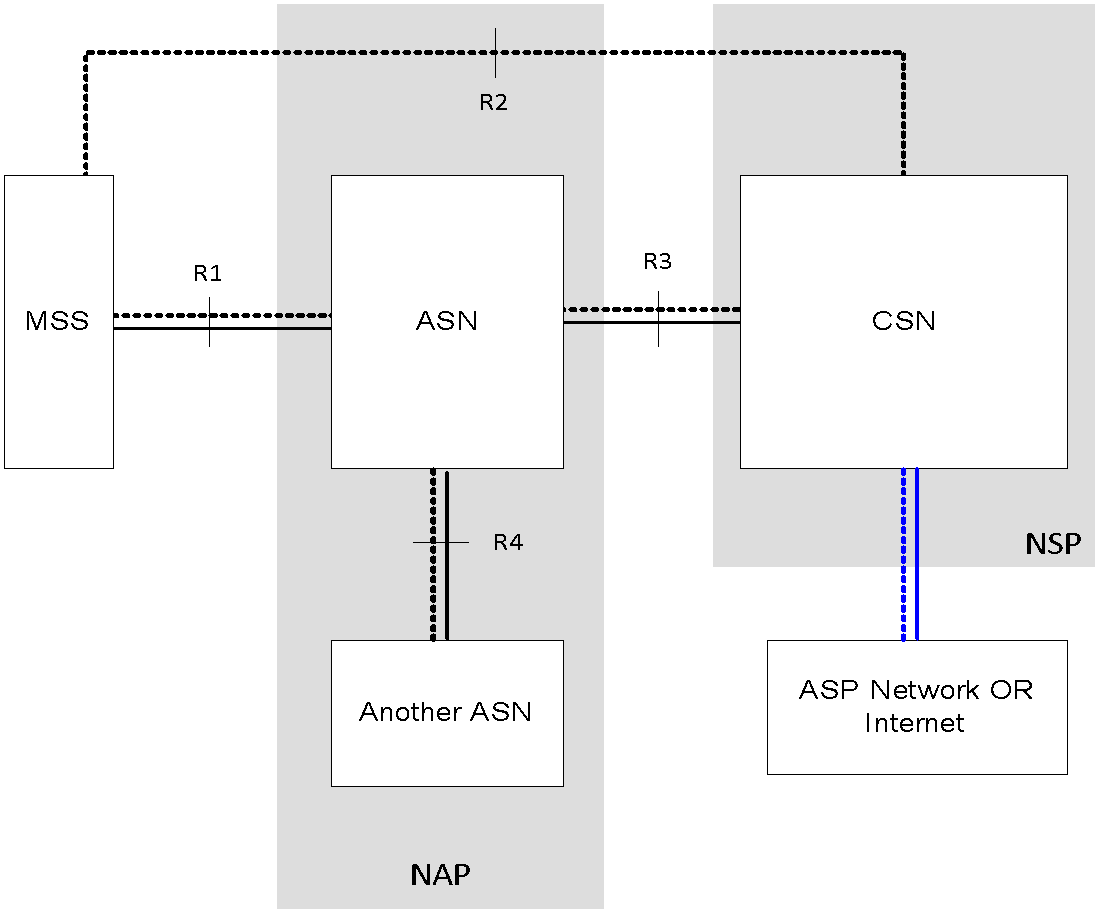 R2
R1
R3
MSS
ASN
CSN
R4
NSP
Another ASN
ASP Network OR
Internet
NAP